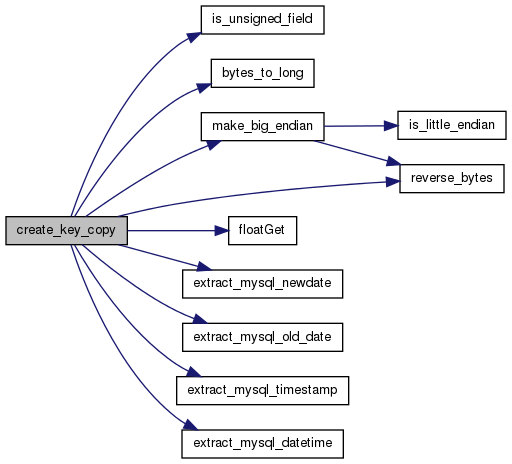 is_unsigned_field
bytes_to_long
make_big_endian
is_little_endian
reverse_bytes
create_key_copy
floatGet
extract_mysql_newdate
extract_mysql_old_date
extract_mysql_timestamp
extract_mysql_datetime